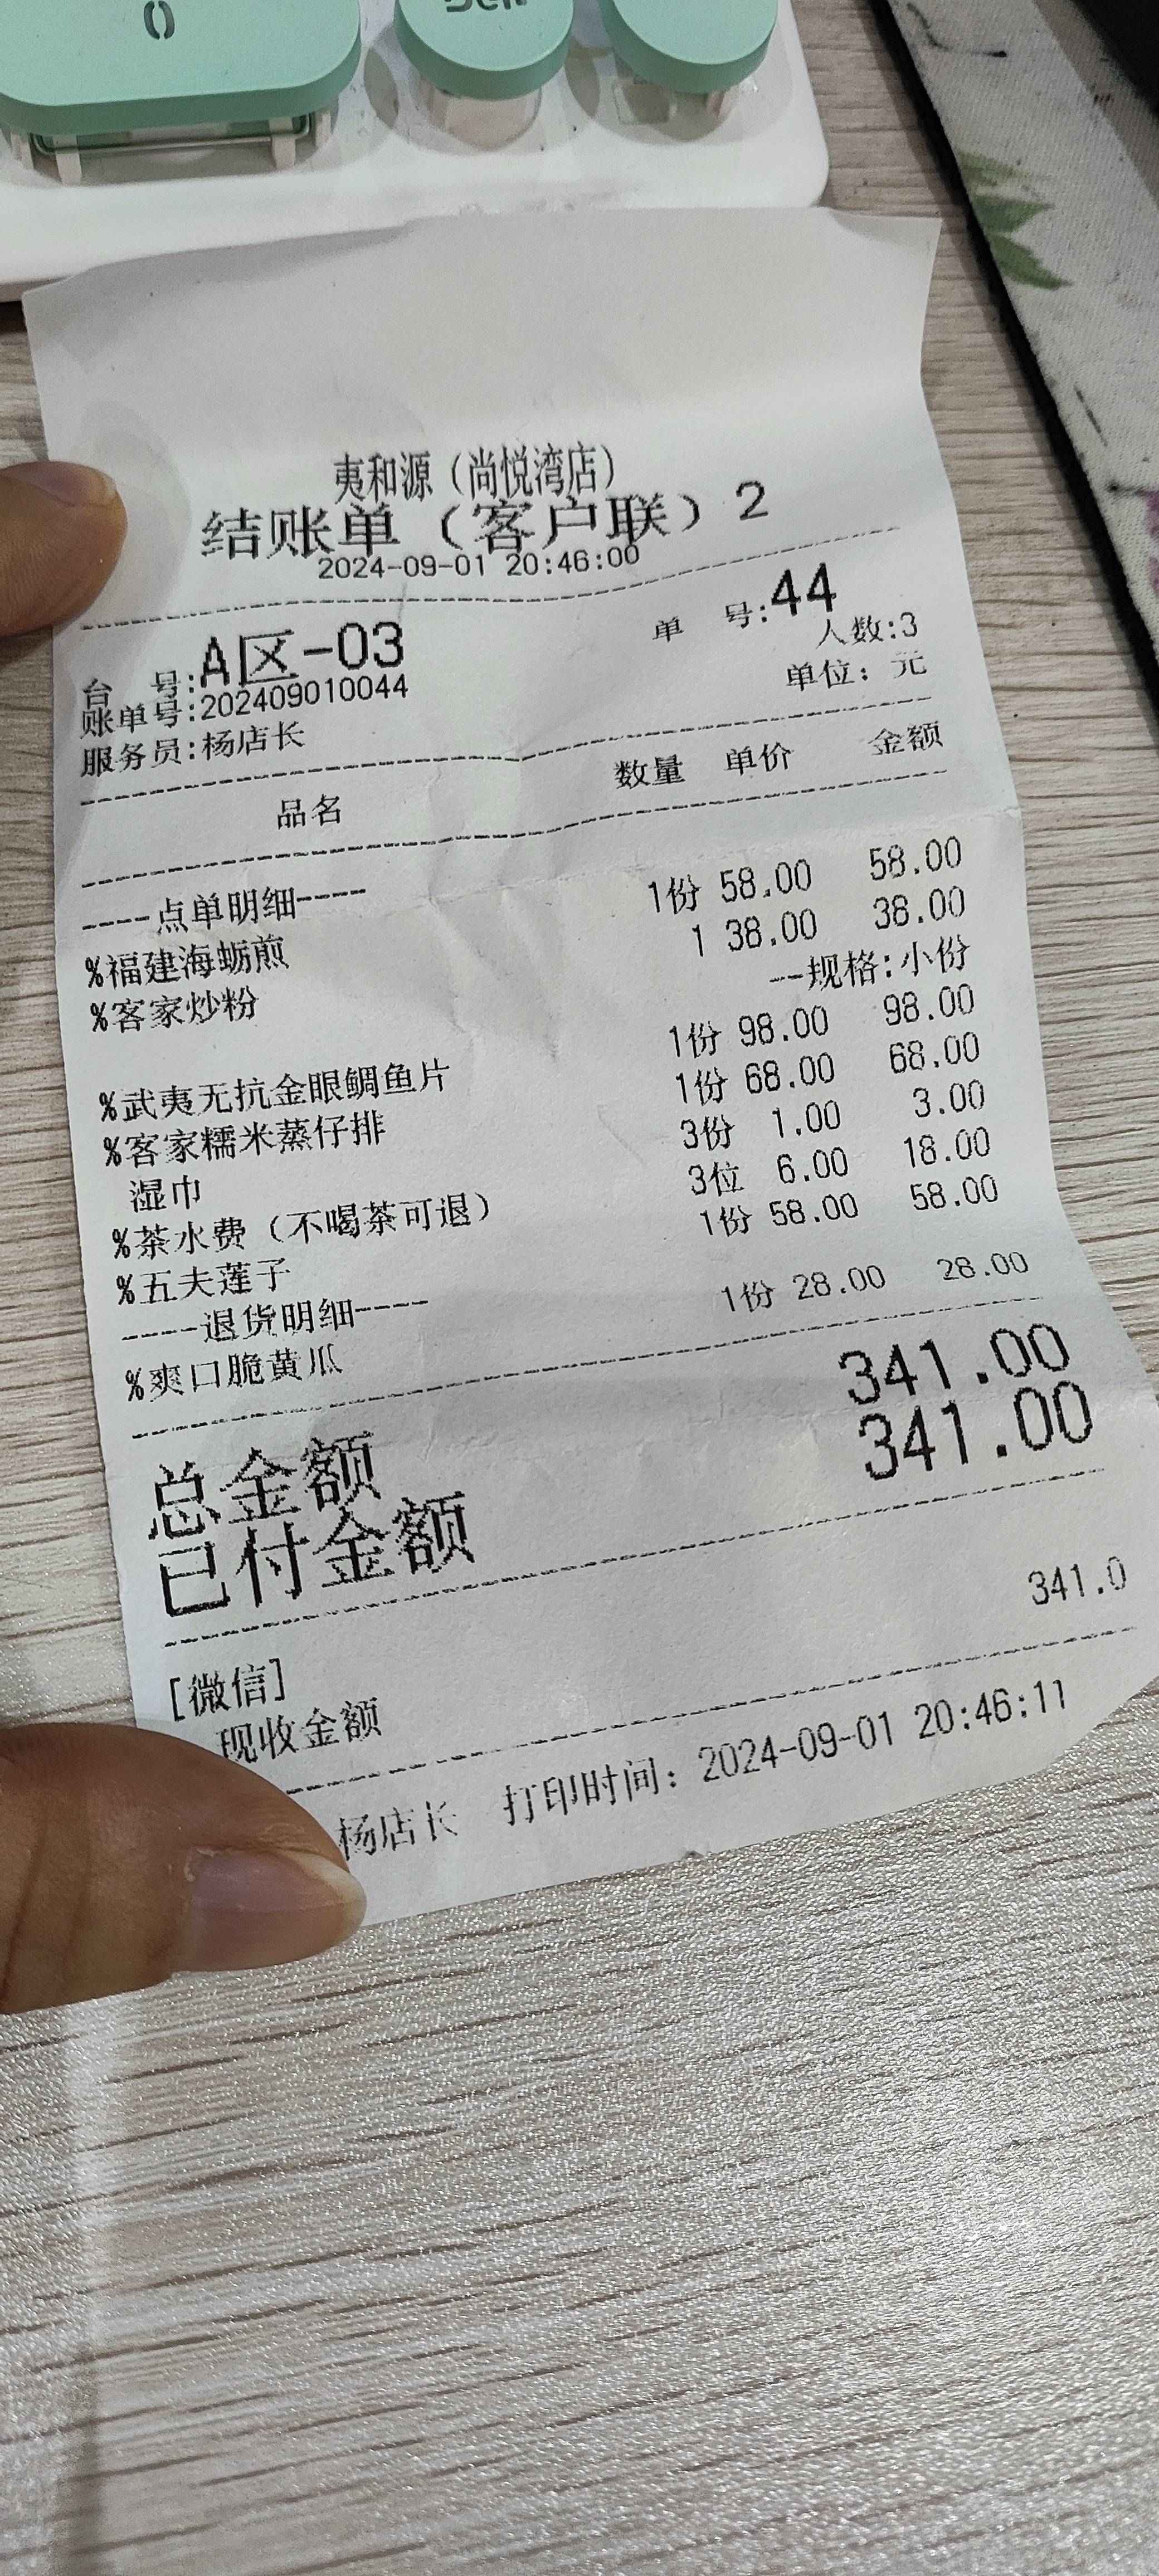 0
夷和源（尚悦湾店）
结账单（客户联）2
2024-09-01 20:46:00
台 号:A区-03 单 号:44
账单号:202409010044 人数:3
服务员:杨店长 单位: 元
品名 数量 单价 金额
----点单明细----
%福建海蛎煎 1份 58.00 58.00
%客家炒粉 1 38.00 38.00
--规格:小份
%武夷无抗金眼鲷鱼片 1份 98.00 98.00
%客家糯米蒸仔排 1份 68.00 68.00
湿巾 3份 1.00 3.00
%茶水费（不喝茶可退） 3位 6.00 18.00
%五夫莲子 1份 58.00 58.00
----退货明细----
%爽口脆黄瓜 1份 28.00 28.00
总金额 341.00
已付金额 341.00
[微信]
现收金额 341.0
杨店长 打印时间: 2024-09-01 20:46:11